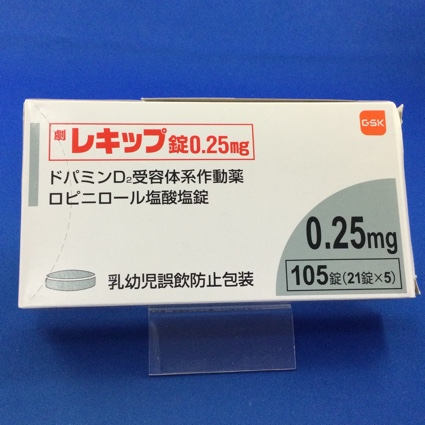 劇 レキップ錠0.25mg
GSK
ドパミンD₂受容体系作動薬
ロピニロール塩酸塩錠
0.25mg
105錠(21錠×5)
乳幼児誤飲防止包装